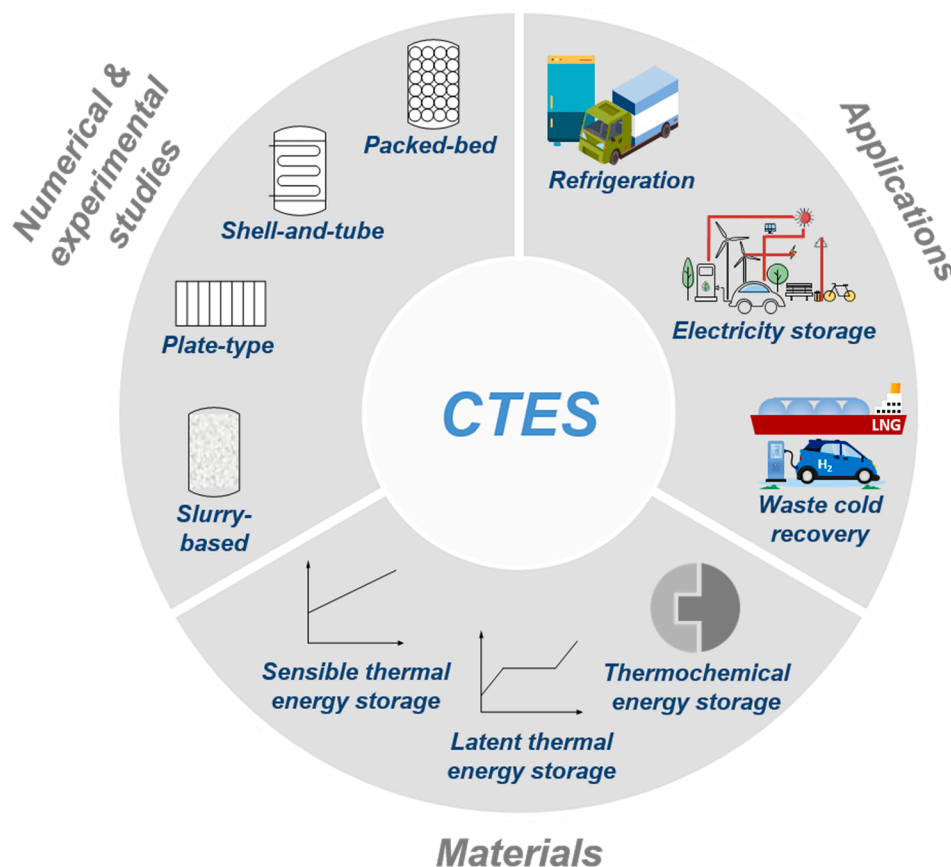 Numerical &
experimental
studies
Packed-bed
Shell-and-tube
Plate-type
Slurry-
based
Applications
Refrigeration
Electricity storage
LNG
H2
Waste cold
recovery
CTES
Sensible thermal
energy storage
Latent thermal
energy storage
Thermochemical
energy storage
Materials